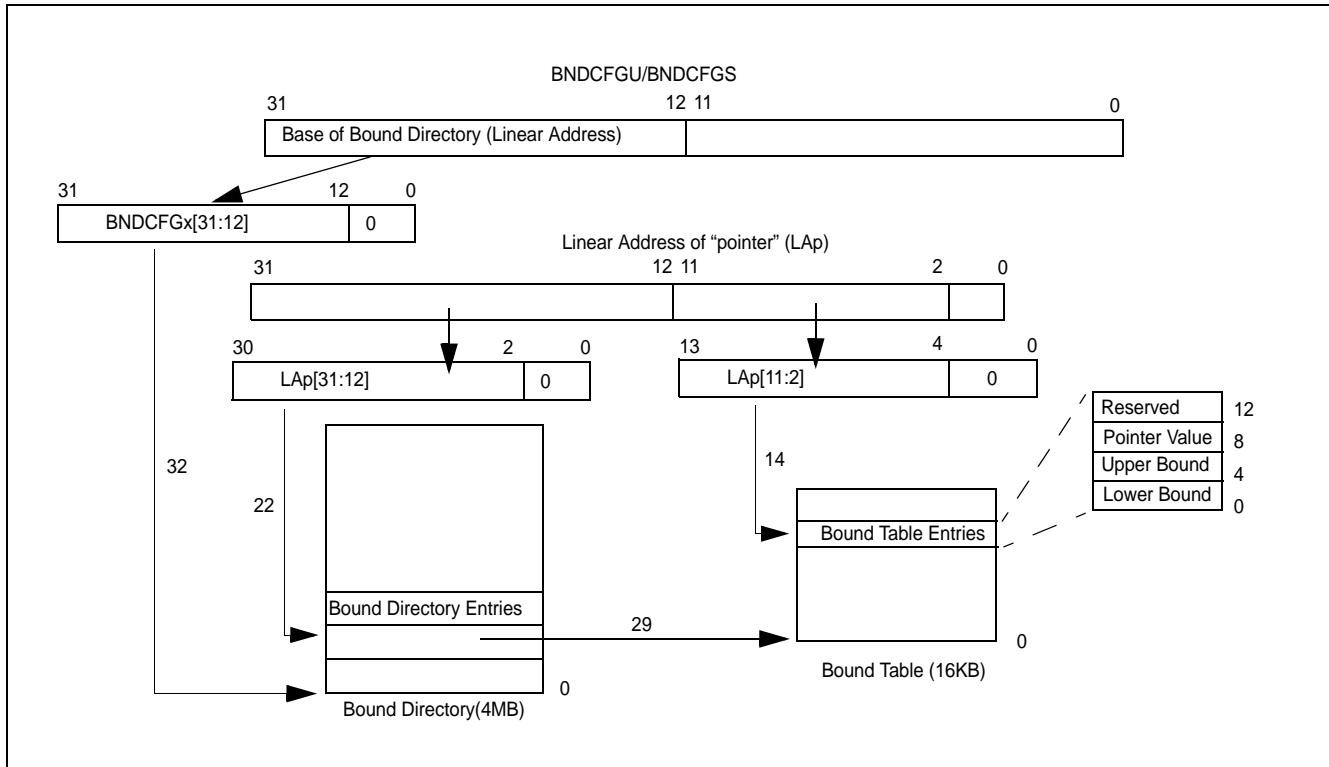 BNDCFGU/BNDCFGS
31 12 11 0
Base of Bound Directory (Linear Address)
31 12 0
BNDCFGx[31:12] 0
Linear Address of “pointer” (LAp)
31 12 11 2 0
30 2 0
LAp[31:12] 0
13 4 0
LAp[11:2] 0
Reserved 12
Pointer Value 8
Upper Bound 4
Lower Bound 0
32
22
14
Bound Table Entries
Bound Directory Entries
29
0
Bound Table (16KB)
0
Bound Directory(4MB)